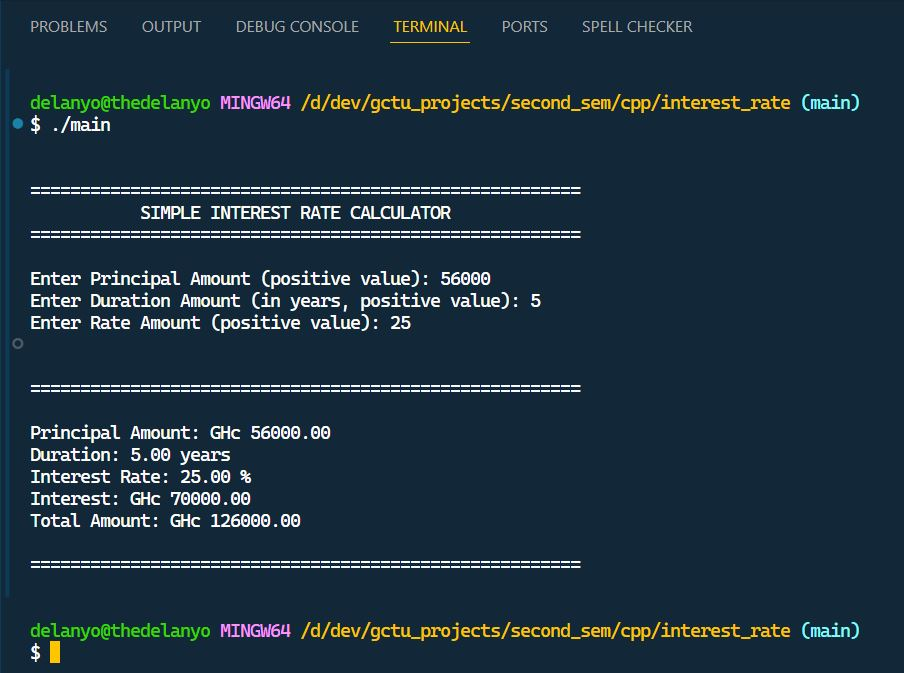 PROBLEMS OUTPUT DEBUG CONSOLE TERMINAL PORTS SPELL CHECKER
delanyo@thedelanyo MINGW64 /d/dev/gctu_projects/second_sem/cpp/interest_rate (main)
$ ./main
=======================================================
SIMPLE INTEREST RATE CALCULATOR
=======================================================
Enter Principal Amount (positive value): 56000
Enter Duration Amount (in years, positive value): 5
Enter Rate Amount (positive value): 25
=======================================================
Principal Amount: GHc 56000.00
Duration: 5.00 years
Interest Rate: 25.00 %
Interest: GHc 70000.00
Total Amount: GHc 126000.00
=======================================================
delanyo@thedelanyo MINGW64 /d/dev/gctu_projects/second_sem/cpp/interest_rate (main)
$